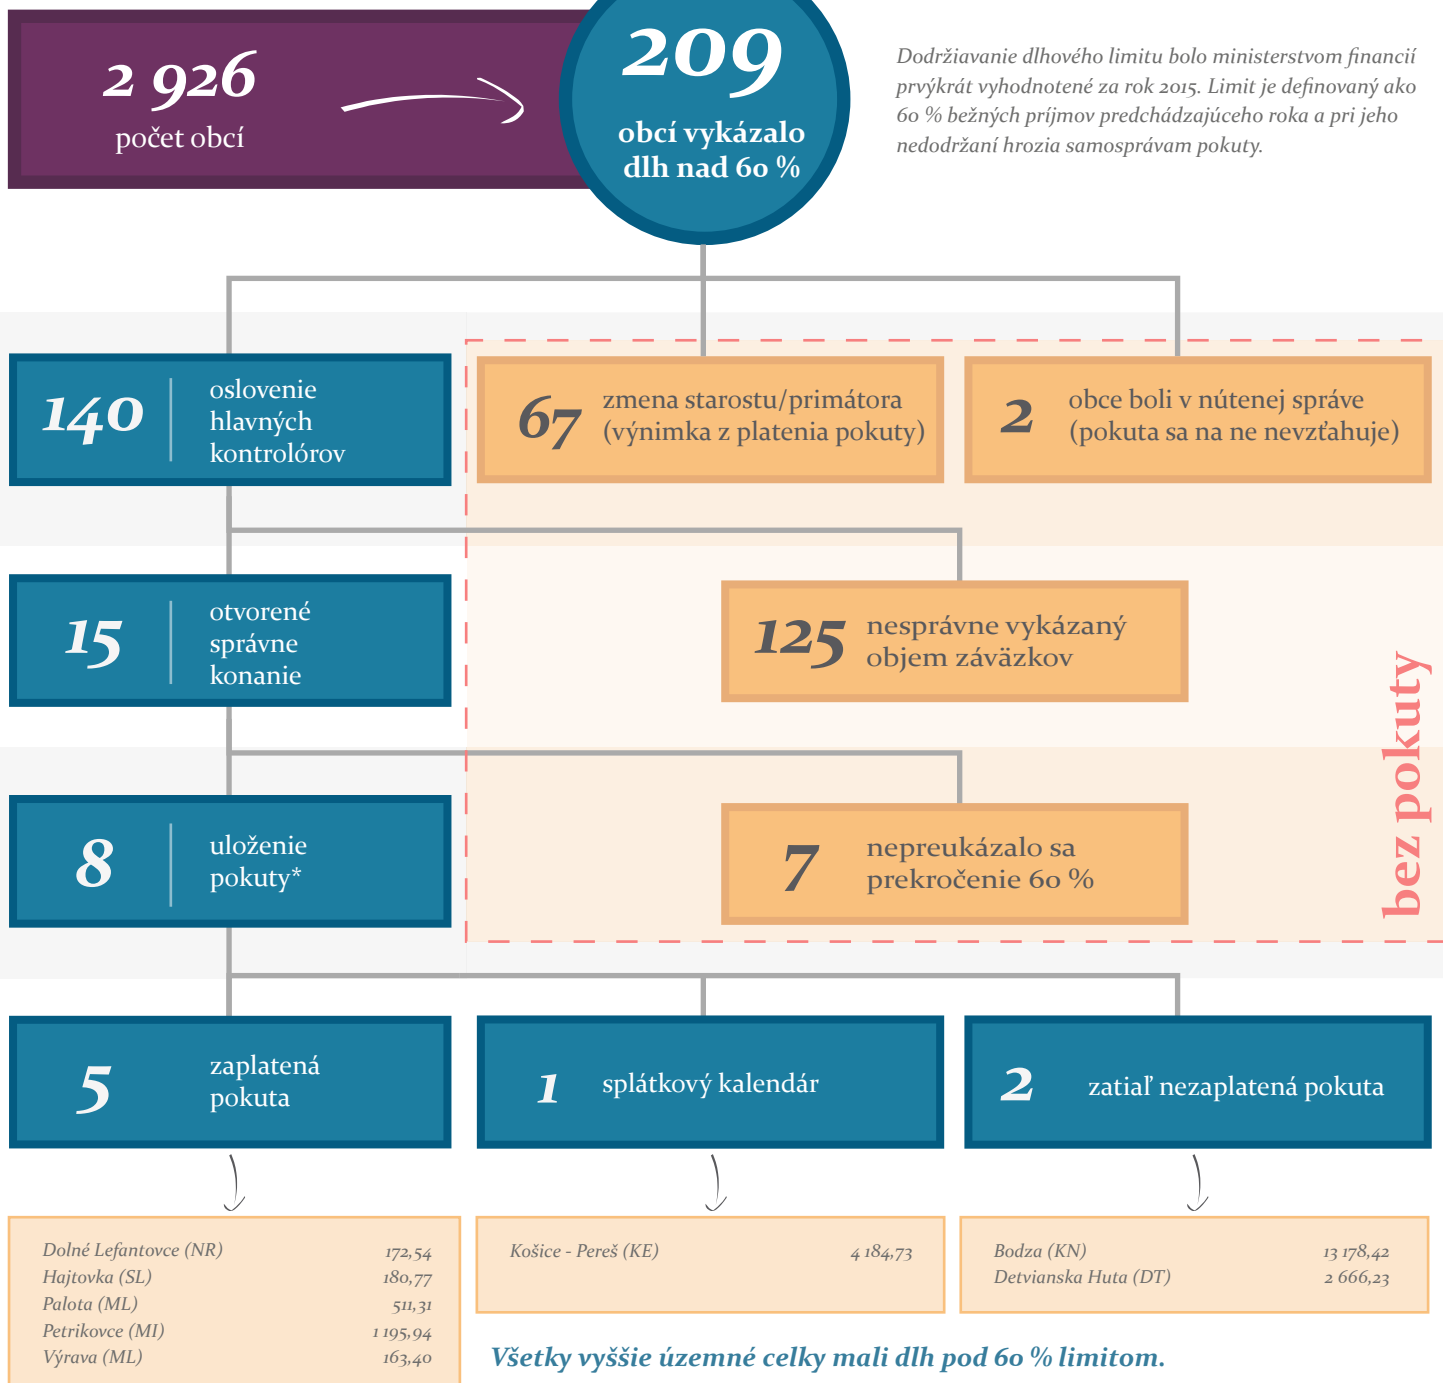 2 926
počet obcí
209
obcí vykázalo
dlh nad 60 %
Dodržiavanie dlhového limitu bolo ministerstvom financií
prvýkrát vyhodnotené za rok 2015. Limit je definovaný ako
60 % bežných príjmov predchádzajúceho roka a pri jeho
nedodržaní hrozia samosprávam pokuty.
140
oslovenie
hlavných
kontrolórov
67
zmena starostu/primátora
(výnimka z platenia pokuty)
2
obce boli v nútenej správe
(pokuta sa na ne nevzťahuje)
15
otvorené
správne
konanie
125
nesprávne vykázaný
objem záväzkov
bez pokuty
8
uloženie
pokuty*
7
nepreukázalo sa
prekročenie 60 %
5
zaplatená
pokuta
1
splátkový kalendár
2
zatiaľ nezaplatená pokuta
Dolné Lefantovce (NR) 172,54
Hajtovka (SL) 180,77
Palota (ML) 511,31
Petrikovce (MI) 1 195,94
Výrava (ML) 163,40
Košice - Pereš (KE) 4 184,73
Bodza (KN) 13 178,42
Detvianska Huta (DT) 2 666,23
Všetky vyššie územné celky mali dlh pod 60 % limitom.